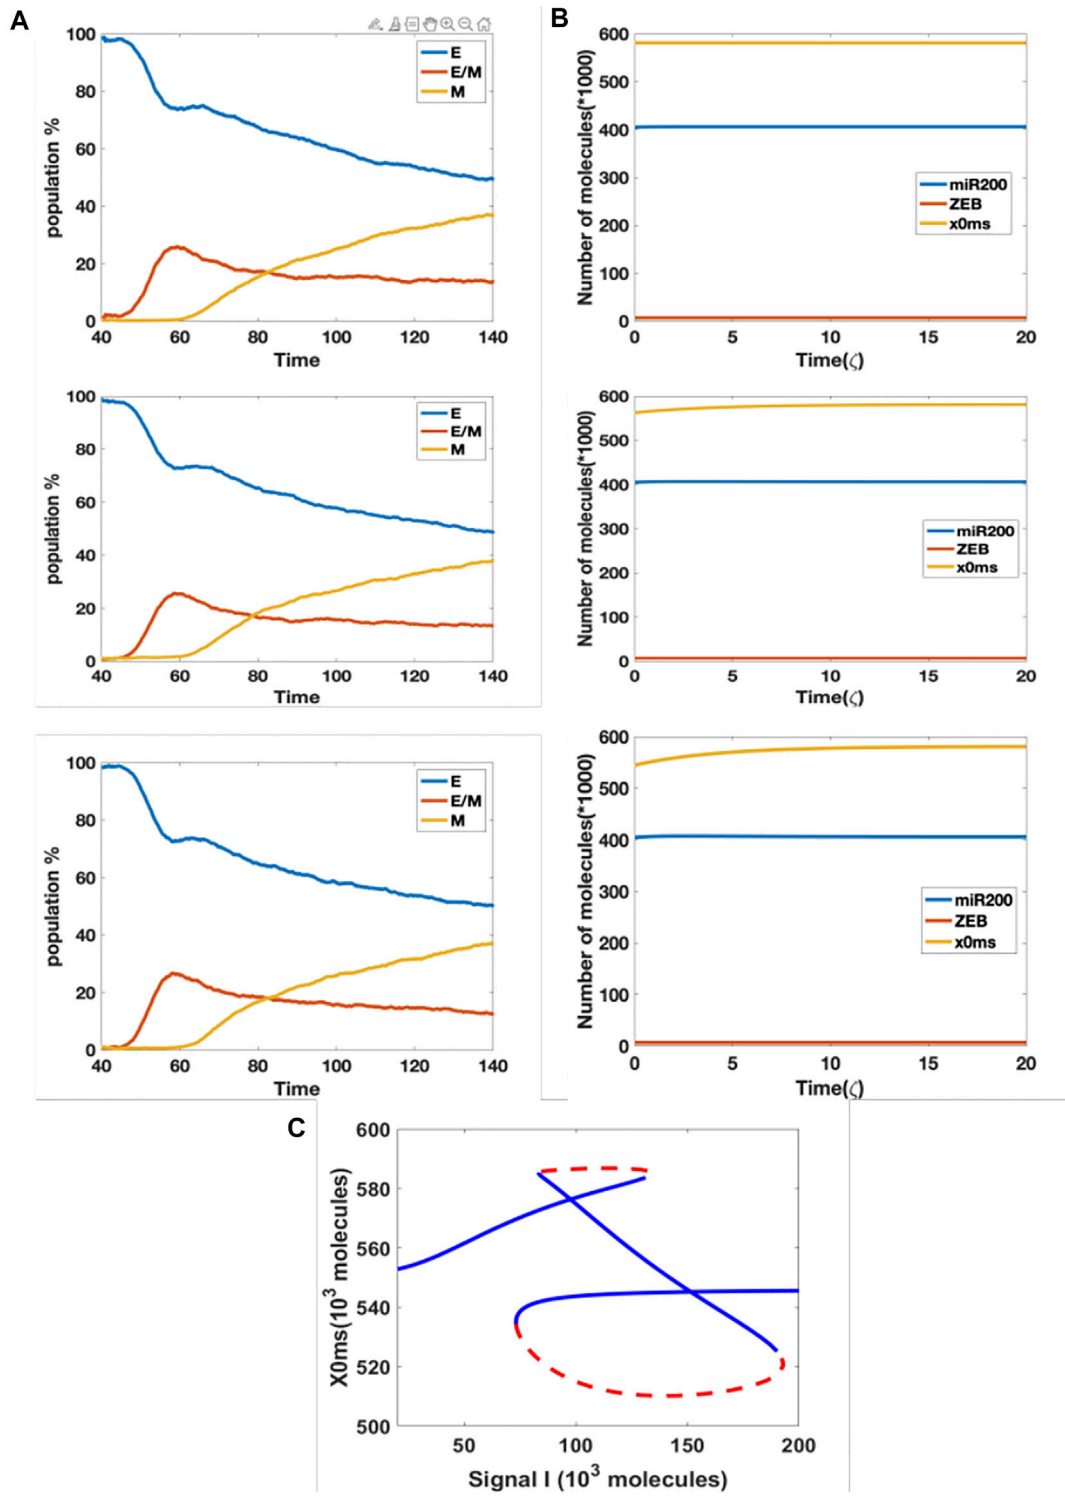 A
100
80
60
40
20
0
population %
40 60 80 100 120 140
Time
E
E/M
M
B
600
500
400
300
200
100
0
Number of molecules(*1000)
0 5 10 15 20
Time(ζ)
miR200
ZEB
x0ms
100
80
60
40
20
0
population %
40 60 80 100 120 140
Time
E
E/M
M
600
500
400
300
200
100
0
Number of molecules(*1000)
0 5 10 15 20
Time(ζ)
miR200
ZEB
x0ms
100
80
60
40
20
0
population %
40 60 80 100 120 140
Time
E
E/M
M
600
500
400
300
200
100
0
Number of molecules(*1000)
0 5 10 15 20
Time(ζ)
miR200
ZEB
x0ms
C
600
580
560
540
520
500
X0ms(10³ molecules)
50 100 150 200
Signal I (10³ molecules)